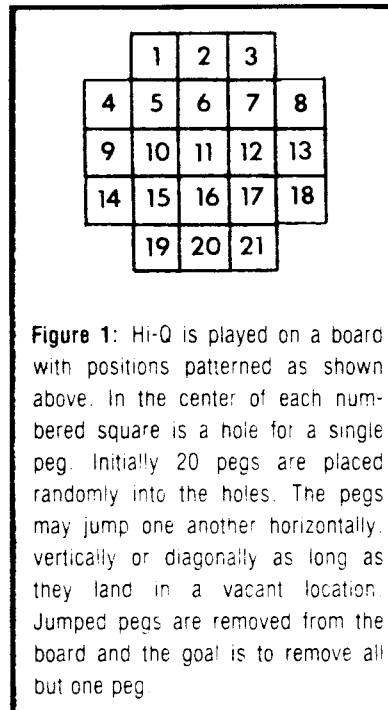 1 2 3
4 5 6 7 8
9 10 11 12 13
14 15 16 17 18
19 20 21
Figure 1: Hi-Q is played on a board
with positions patterned as shown
above. In the center of each num-
bered square is a hole for a single
peg. Initially 20 pegs are placed
randomly into the holes. The pegs
may jump one another horizontally,
vertically or diagonally as long as
they land in a vacant location.
Jumped pegs are removed from the
board and the goal is to remove all
but one peg.